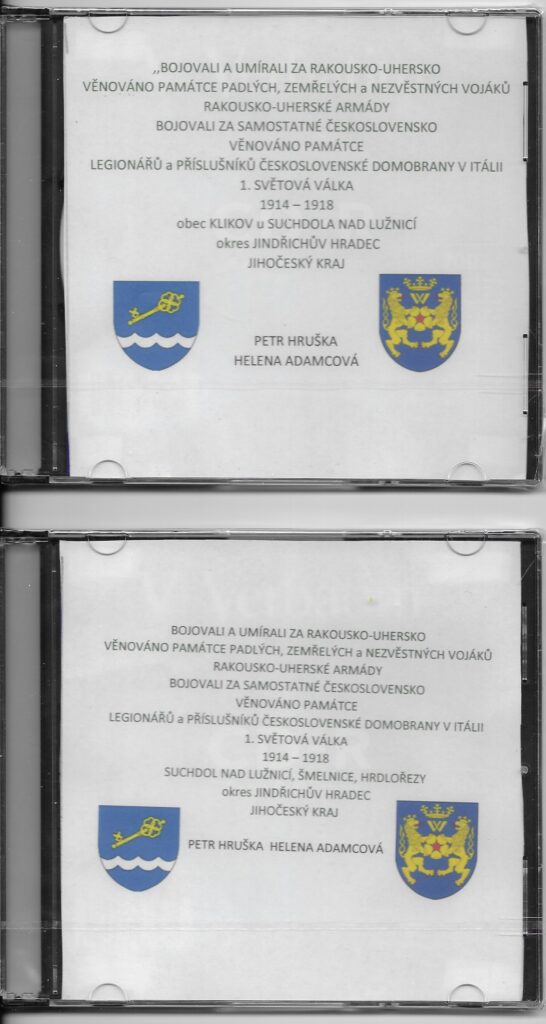 ,,BOJOVALI A UMÍRALI ZA RAKOUSKO-UHERSKO
VĚNOVÁNO PAMÁTCE PADLÝCH, ZEMŘELÝCH a NEZVĚSTNÝCH VOJÁKŮ
RAKOUSKO-UHERSKÉ ARMÁDY
BOJOVALI ZA SAMOSTATNÉ ČESKOSLOVENSKO
VĚNOVÁNO PAMÁTCE
LEGIONÁŘŮ a PŘÍSLUŠNÍKŮ ČESKOSLOVENSKÉ DOMOBRANY V ITÁLII
1. SVĚTOVÁ VÁLKA
1914 – 1918
obec KLIKOV u SUCHDOLA NAD LUŽNICÍ
okres JINDŘICHŮV HRADEC
JIHOČESKÝ KRAJ
PETR HRUŠKA
HELENA ADAMCOVÁ
BOJOVALI A UMÍRALI ZA RAKOUSKO-UHERSKO
VĚNOVÁNO PAMÁTCE PADLÝCH, ZEMŘELÝCH a NEZVĚSTNÝCH VOJÁKŮ
RAKOUSKO-UHERSKÉ ARMÁDY
BOJOVALI ZA SAMOSTATNÉ ČESKOSLOVENSKO
VĚNOVÁNO PAMÁTCE
LEGIONÁŘŮ a PŘÍSLUŠNÍKŮ ČESKOSLOVENSKÉ DOMOBRANY V ITÁLII
1. SVĚTOVÁ VÁLKA
1914 – 1918
SUCHDOL NAD LUŽNICÍ, ŠMELNICE, HRDLOŘEZY
okres JINDŘICHŮV HRADEC
JIHOČESKÝ KRAJ
PETR HRUŠKA HELENA ADAMCOVÁ